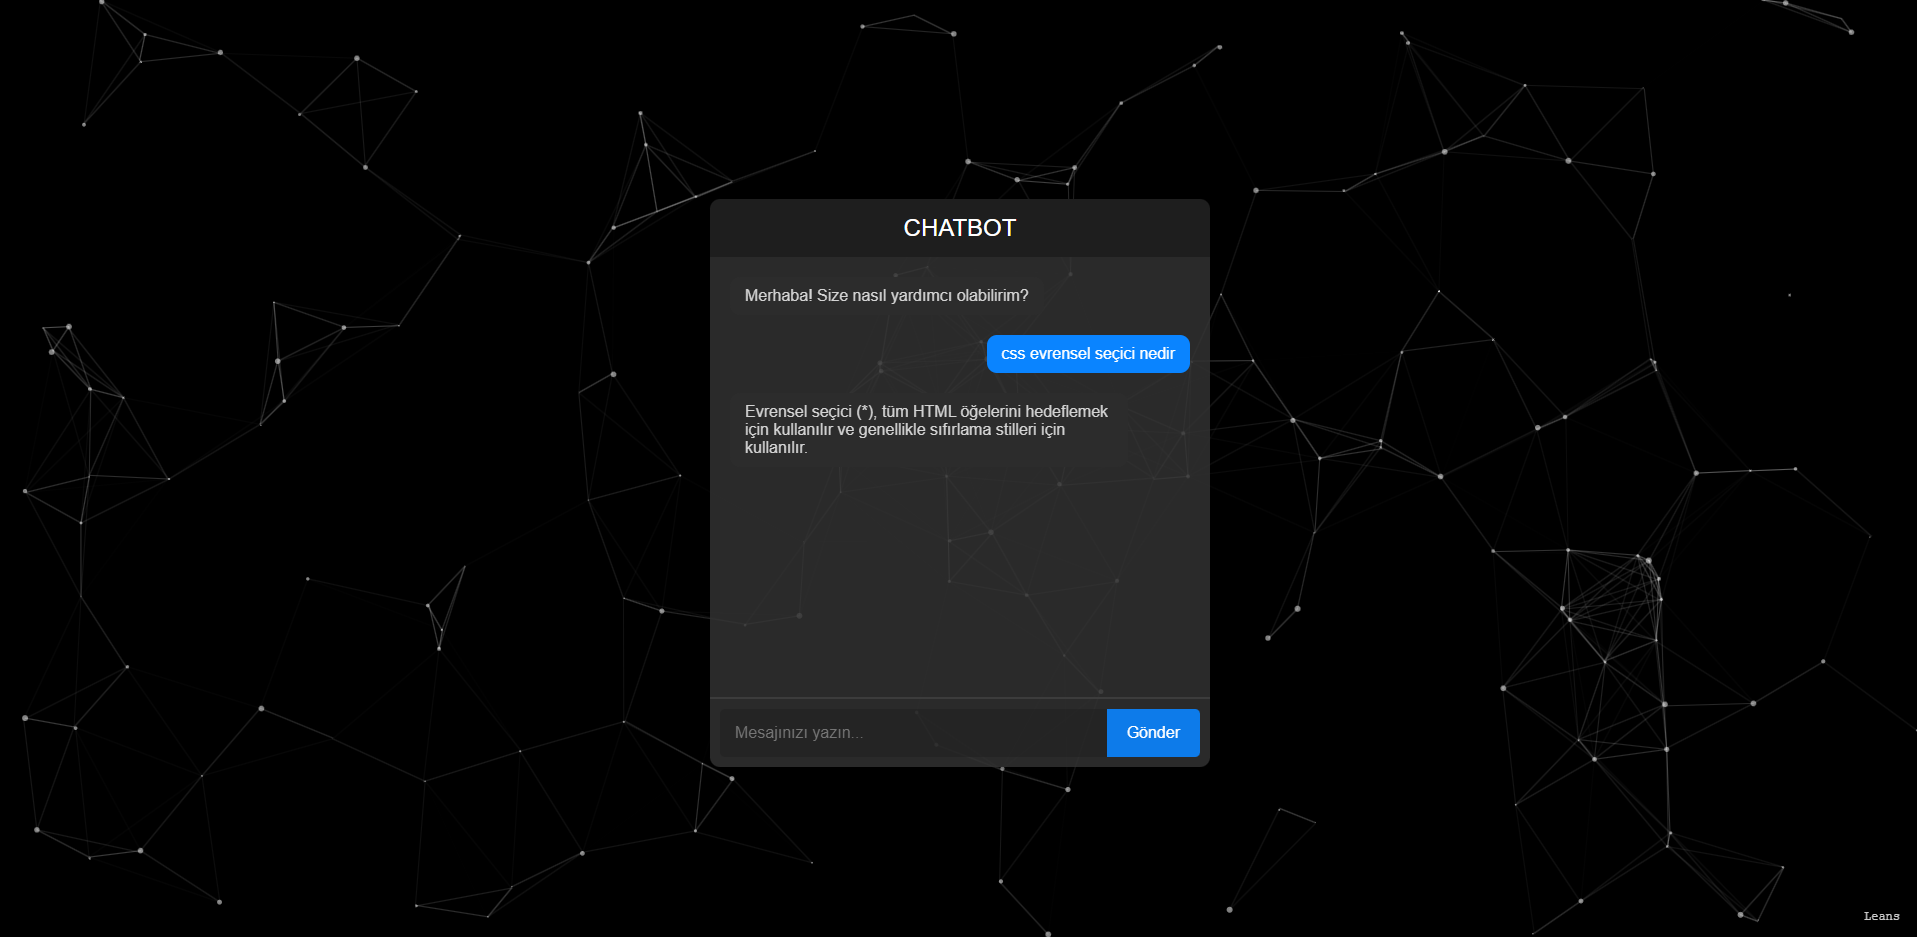 CHATBOT
Merhaba! Size nasıl yardımcı olabilirim?
css evrensel seçici nedir
Evrensel seçici (*), tüm HTML öğelerini hedeflemek
için kullanılır ve genellikle sıfırlama stilleri için
kullanılır.
Mesajınızı yazın...
Gönder
Leans